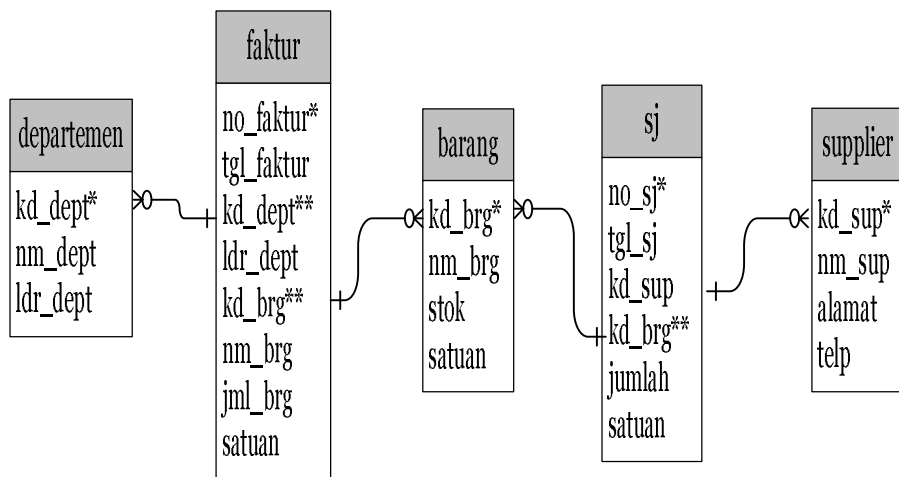 departemen
kd_dept*
nm_dept
ldr_dept
faktur
no_faktur*
tgl_faktur
kd_dept**
ldr_dept
kd_brg**
nm_brg
jml_brg
satuan
barang
kd_brg*
nm_brg
stok
satuan
sj
no_sj*
tgl_sj
kd_sup
kd_brg**
jumlah
satuan
supplier
kd_sup*
nm_sup
alamat
telp